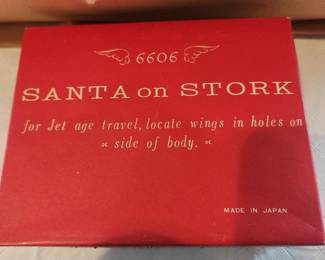 6606
SANTA on STORK
for Jet age travel, locate wings in holes on
side of body.
MADE IN JAPAN